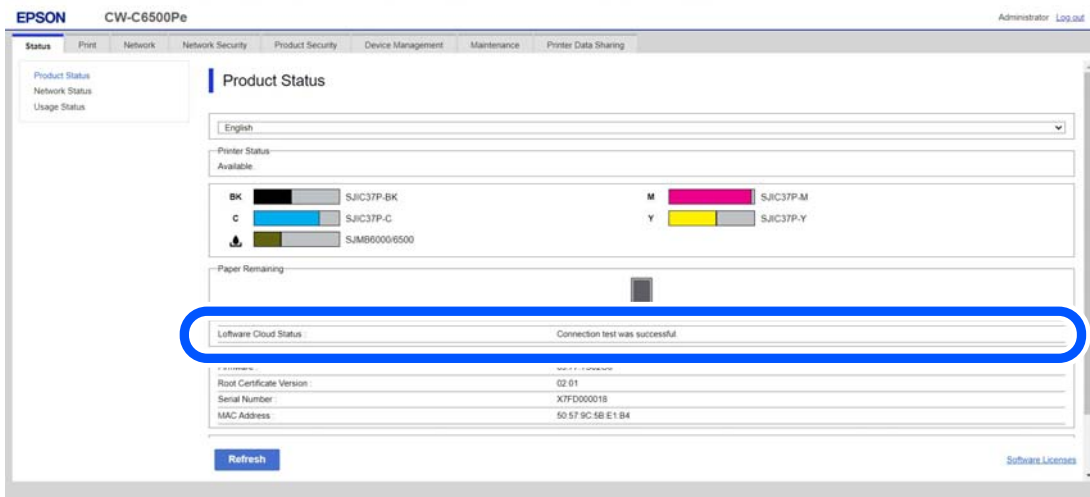 EPSON CW-C6500Pe Administrator Log out
Status Print Network Network Security Product Security Device Management Maintenance Printer Data Sharing
Product Status
Network Status
Usage Status
Product Status
English
Printer Status
Available.
BK SJIC37P-BK M SJIC37P-M
C SJIC37P-C Y SJIC37P-Y
SJMB6000/6500
Paper Remaining
Loftware Cloud Status : Connection test was successful.
Root Certificate Version : 02.01
Serial Number : X7FD000018
MAC Address : 50:57:9C:5B:E1:B4
Refresh Software Licenses